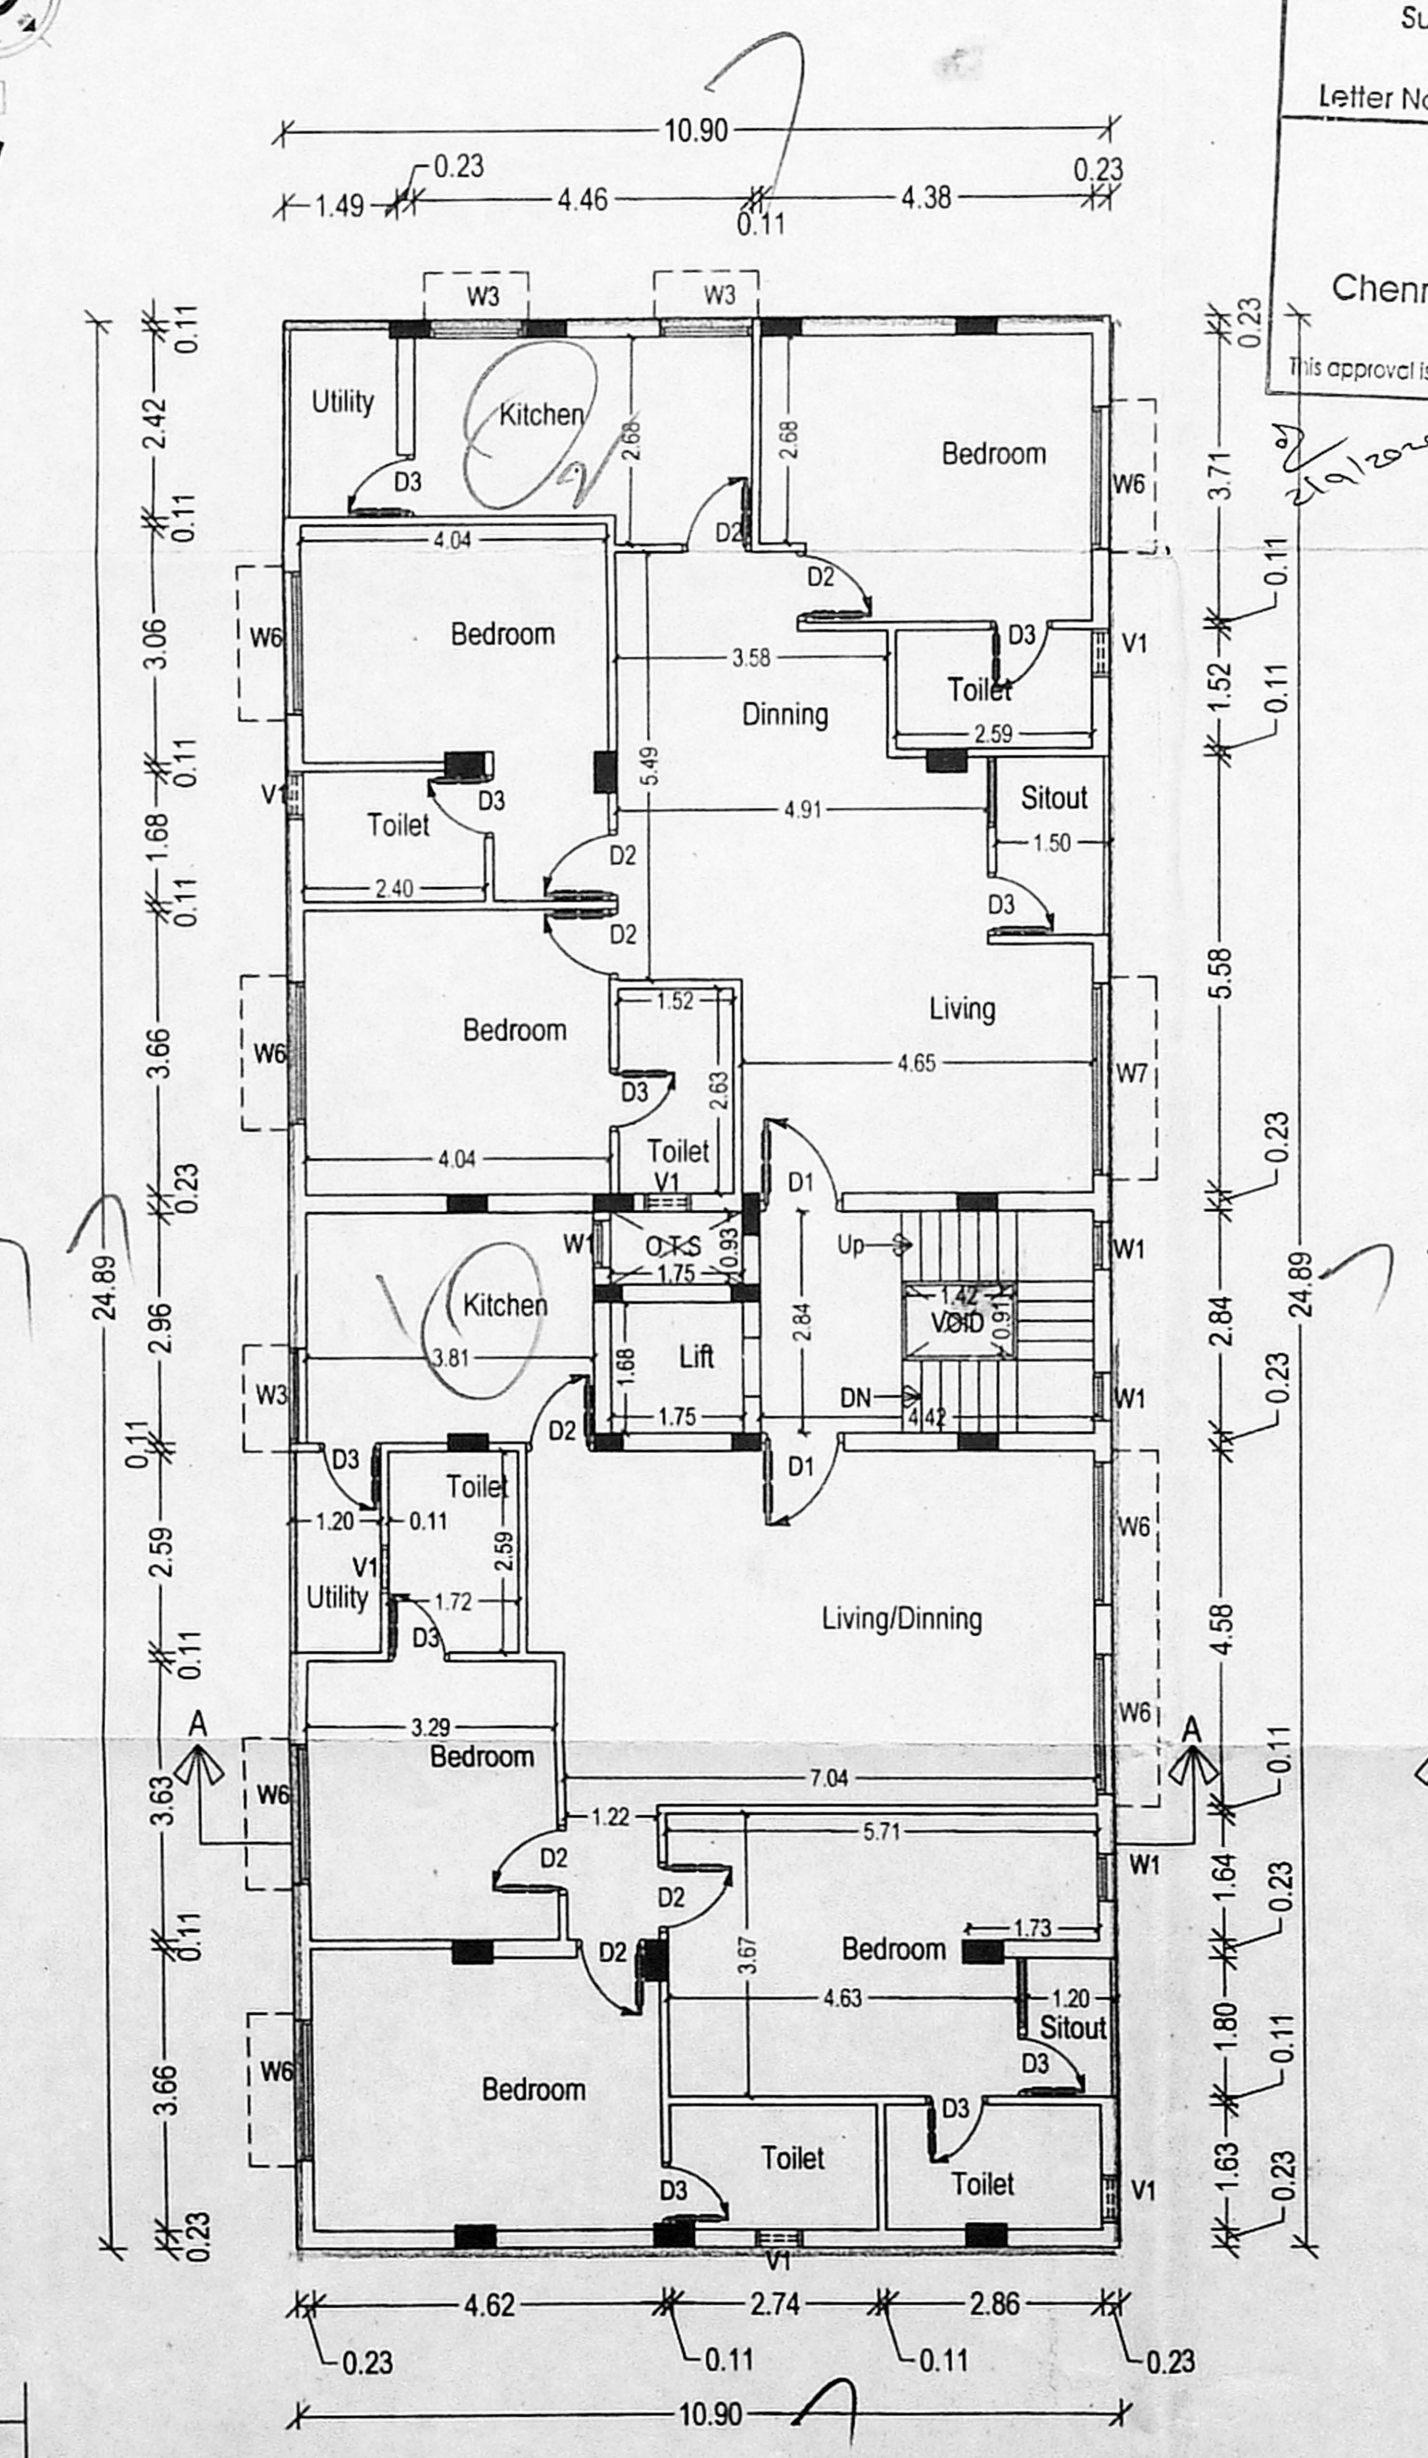 Su
Letter No
10.90
0.23
0.23
1.49
4.46
4.38
0.11
Chenn
This approval is
2/9/202
W3
W3
0.11
0.23
Utility
Kitchen
2.42
2.68
2.68
Bedroom
W6
3.71
D3
D2
0.11
4.04
D2
0.11
3.06
W6
Bedroom
3.58
D3
V1
Toilet
1.52
0.11
Dinning
2.59
0.11
5.49
V1
D3
Sitout
4.91
Toilet
1.68
1.50
D2
2.40
0.11
D3
D2
5.58
1.52
Living
Bedroom
W6
3.66
4.65
W7
D3
2.63
Toilet
4.04
V1
D1
0.23
0.23
W1
O T S
0.93
Up
W1
1.75
24.89
24.89
Kitchen
1.42
VOID
0.91
2.96
2.84
2.84
3.81
Lift
1.68
W3
DN
W1
0.23
1.75
4.42
D2
0.11
D3
D1
Toilet
1.20
0.11
W6
2.59
2.59
V1
Utility
1.72
Living/Dinning
4.58
D3
0.11
A
3.29
W6
A
Bedroom
0.11
7.04
W6
3.63
1.22
5.71
D2
W1
1.64
D2
0.23
1.73
0.11
D2
3.67
Bedroom
4.63
1.20
Sitout
1.80
D3
0.11
W6
3.66
Bedroom
D3
Toilet
Toilet
1.63
D3
V1
0.23
0.23
V1
4.62
2.74
2.86
0.23
0.11
0.11
0.23
10.90